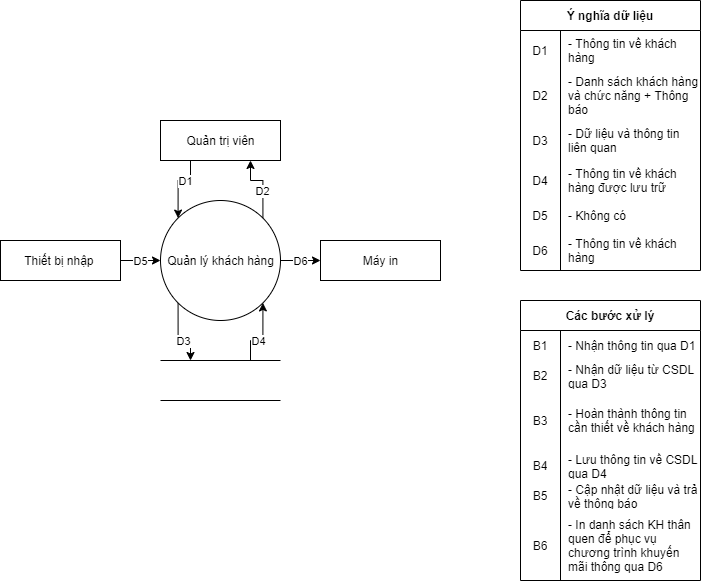 Quản trị viên
D1
D2
Thiết bị nhập
D5
Quản lý khách hàng
D6
Máy in
D3
D4
Ý nghĩa dữ liệu
D1
- Thông tin về khách
hàng
D2
- Danh sách khách hàng
và chức năng + Thông
báo
D3
- Dữ liệu và thông tin
liên quan
D4
- Thông tin về khách
hàng được lưu trữ
D5
- Không có
D6
- Thông tin về khách
hàng
Các bước xử lý
B1
- Nhận thông tin qua D1
B2
- Nhận dữ liệu từ CSDL
qua D3
B3
- Hoàn thành thông tin
cần thiết về khách hàng
B4
- Lưu thông tin về CSDL
qua D4
B5
- Cập nhật dữ liệu và trả
về thông báo
B6
- In danh sách KH thân
quen để phục vụ
chương trình khuyến
mãi thông qua D6